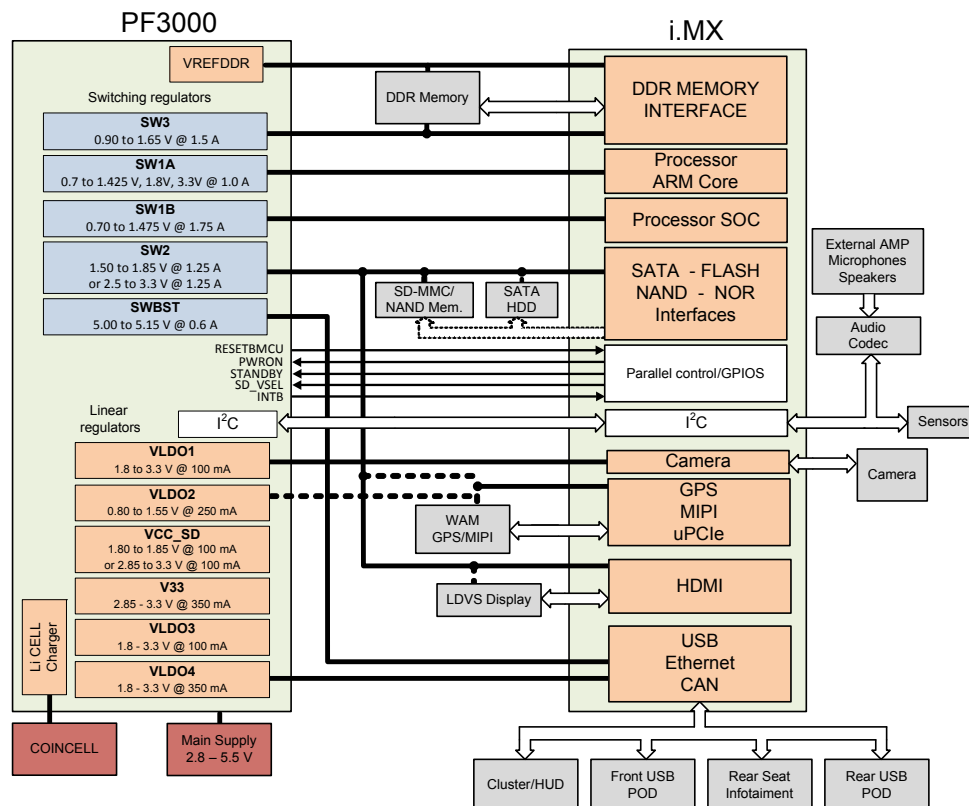 PF3000
i.MX
VREFDDR
Switching regulators
SW3
0.90 to 1.65 V @ 1.5 A
SW1A
0.7 to 1.425 V, 1.8V, 3.3V @ 1.0 A
SW1B
0.70 to 1.475 V @ 1.75 A
SW2
1.50 to 1.85 V @ 1.25 A
or 2.5 to 3.3 V @ 1.25 A
SWBST
5.00 to 5.15 V @ 0.6 A
RESETBMCU
PWRON
STANDBY
SD_VSEL
INTB
Linear
regulators
I2C
VLDO1
1.8 to 3.3 V @ 100 mA
VLDO2
0.80 to 1.55 V @ 250 mA
VCC_SD
1.80 to 1.85 V @ 100 mA
or 2.85 to 3.3 V @ 100 mA
V33
2.85 - 3.3 V @ 350 mA
VLDO3
1.8 - 3.3 V @ 100 mA
VLDO4
1.8 - 3.3 V @ 350 mA
Li CELL
Charger
COINCELL
Main Supply
2.8 – 5.5 V
DDR Memory
SD-MMC/
NAND Mem.
SATA
HDD
WAM
GPS/MIPI
LDVS Display
DDR MEMORY
INTERFACE
Processor
ARM Core
Processor SOC
SATA - FLASH
NAND - NOR
Interfaces
Parallel control/GPIOS
I2C
Camera
GPS
MIPI
uPCIe
HDMI
USB
Ethernet
CAN
External AMP
Microphones
Speakers
Audio
Codec
Sensors
Camera
Cluster/HUD
Front USB
POD
Rear Seat
Infotaiment
Rear USB
POD